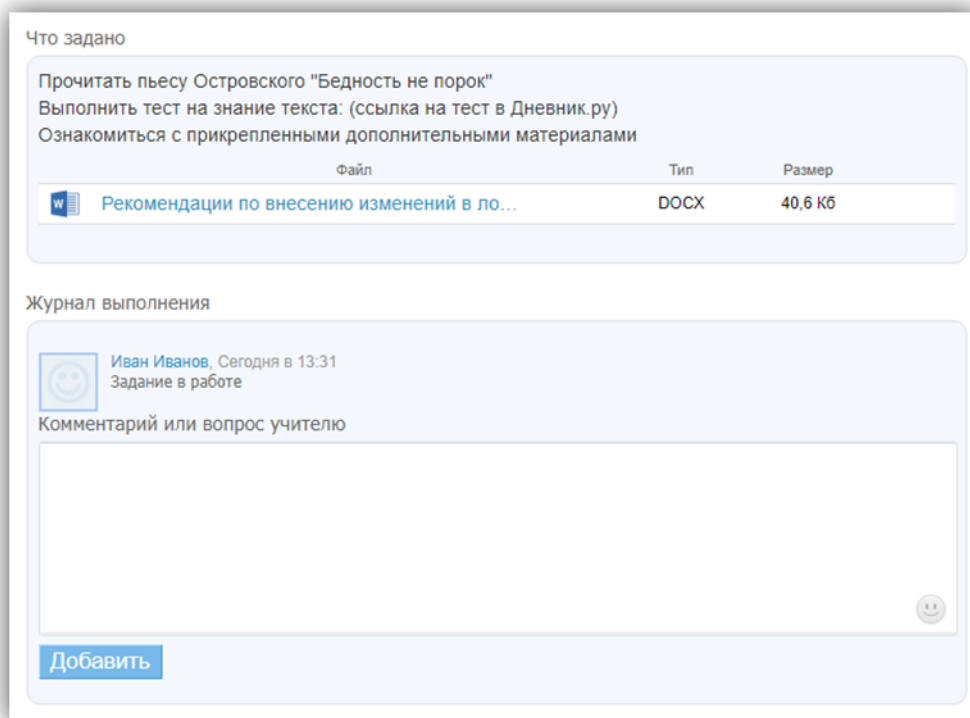 Что задано
Прочитать пьесу Островского "Бедность не порок"
Выполнить тест на знание текста: (ссылка на тест в Дневник.ру)
Ознакомиться с прикрепленными дополнительными материалами
Файл Тип Размер
W Рекомендации по внесению изменений в ло... DOCX 40,6 Кб
Журнал выполнения
Иван Иванов, Сегодня в 13:31
Задание в работе
Комментарий или вопрос учителю
Добавить